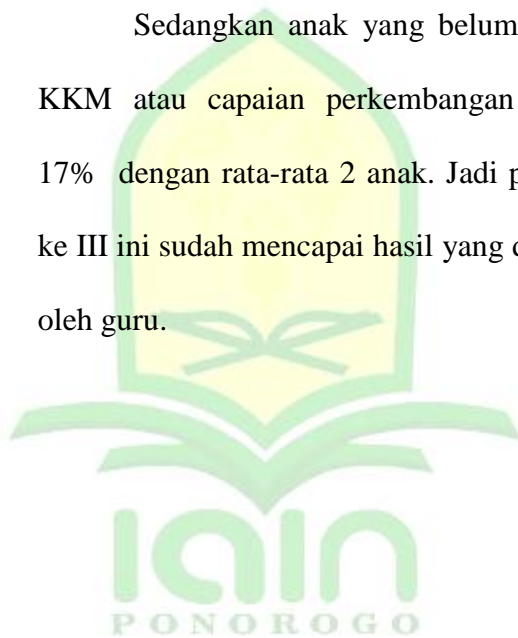 Sedangkan anak yang belum
KKM atau capaian perkembangan
17% dengan rata-rata 2 anak. Jadi
ke III ini sudah mencapai hasil yang
oleh guru.
iain
PONOROGO